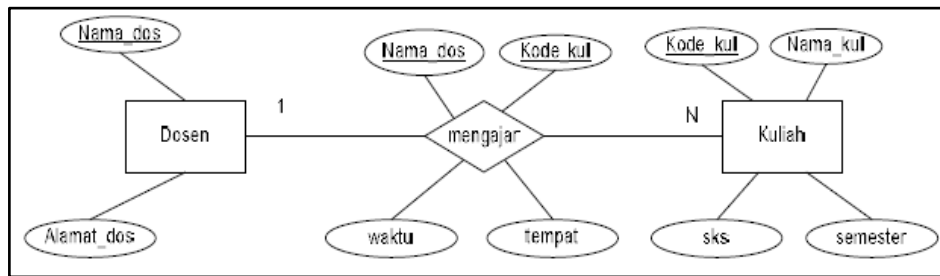 Nama_dos
Nama_dos
Kode_kul
Kode_kul
Nama_kul
1
N
Dosen
mengajar
Kuliah
Alamat_dos
waktu
tempat
sks
semester